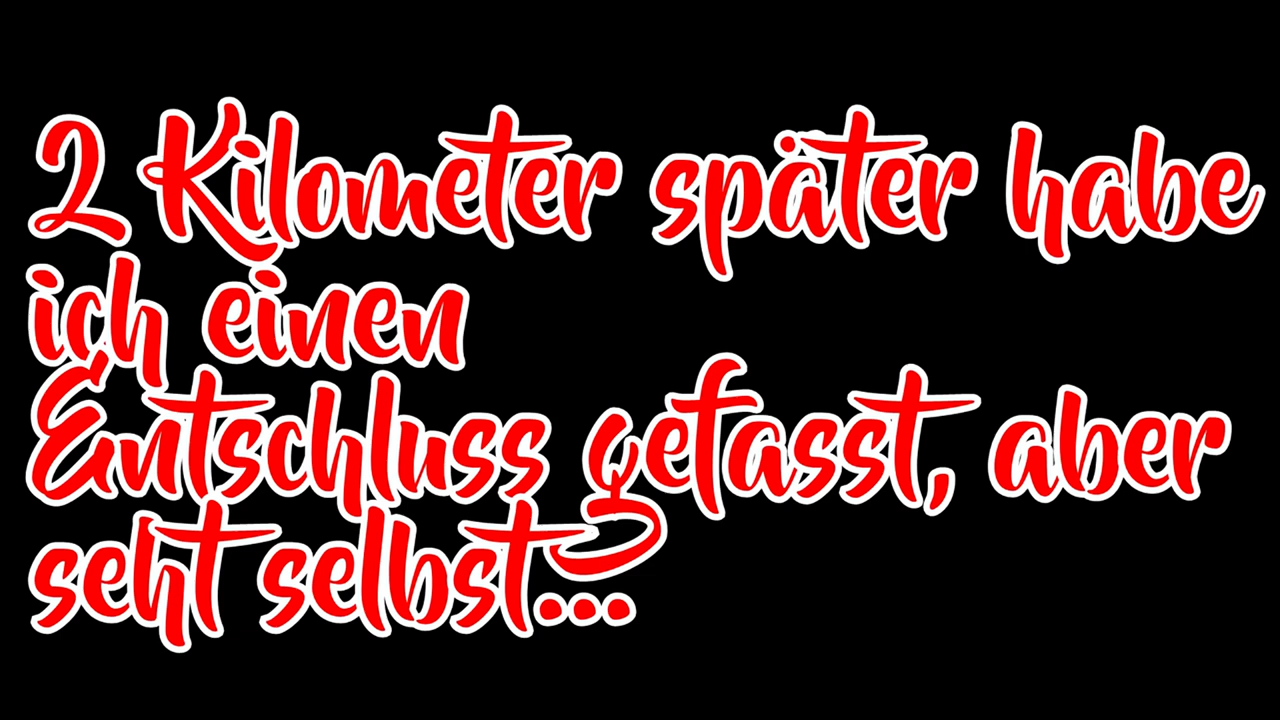 2 Kilometer später habe
ich einen
Entschluss gefasst, aber
seht selbst...